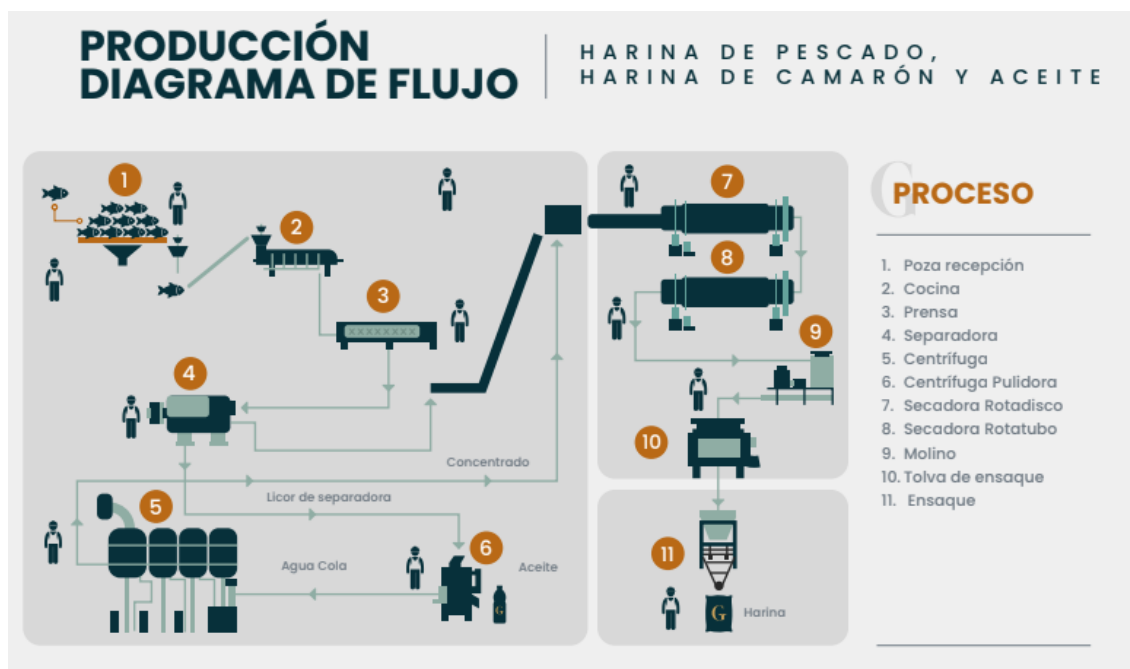 PRODUCCIÓN
DIAGRAMA DE FLUJO
HARINA DE PESCADO,
HARINA DE CAMARÓN Y ACEITE
1
2
3
4
5
6
7
8
9
10
11
Concentrado
Licor de separadora
Agua Cola
Aceite
G
G
Harina
G
PROCESO
1. Poza recepción
2. Cocina
3. Prensa
4. Separadora
5. Centrífuga
6. Centrífuga Pulidora
7. Secadora Rotadisco
8. Secadora Rotatubo
9. Molino
10. Tolva de ensaque
11. Ensaque